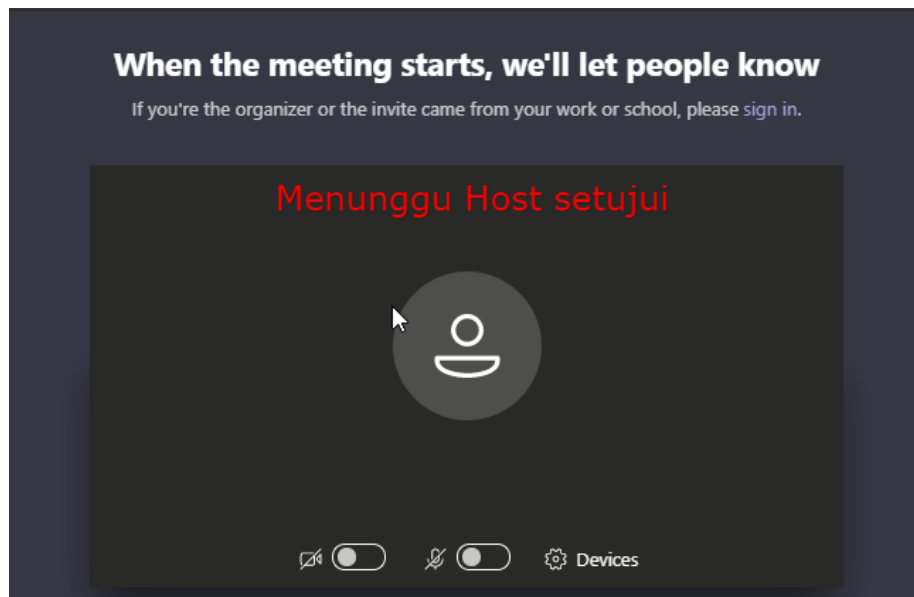 When the meeting starts, we'll let people know
If you're the organizer or the invite came from your work or school, please sign in.
Menunggu Host setujui
Devices